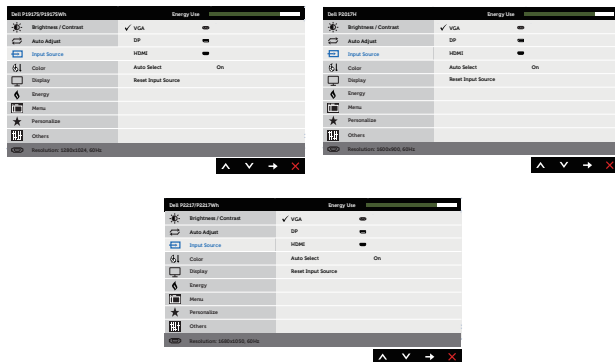 Dell P1917S/P1917SWh Energy Use
Brightness / Contrast ✓ VGA
Auto Adjust DP
Input Source HDMI
Color Auto Select On
Display Reset Input Source
Energy
Menu
Personalize
Others
Resolution: 1280x1024, 60Hz
Dell P2017H Energy Use
Brightness / Contrast ✓ VGA
Auto Adjust DP
Input Source HDMI
Color Auto Select On
Display Reset Input Source
Energy
Menu
Personalize
Others
Resolution: 1600x900, 60Hz
Dell P2217/P2217Wh Energy Use
Brightness / Contrast ✓ VGA
Auto Adjust DP
Input Source HDMI
Color Auto Select On
Display Reset Input Source
Energy
Menu
Personalize
Others
Resolution: 1680x1050, 60Hz